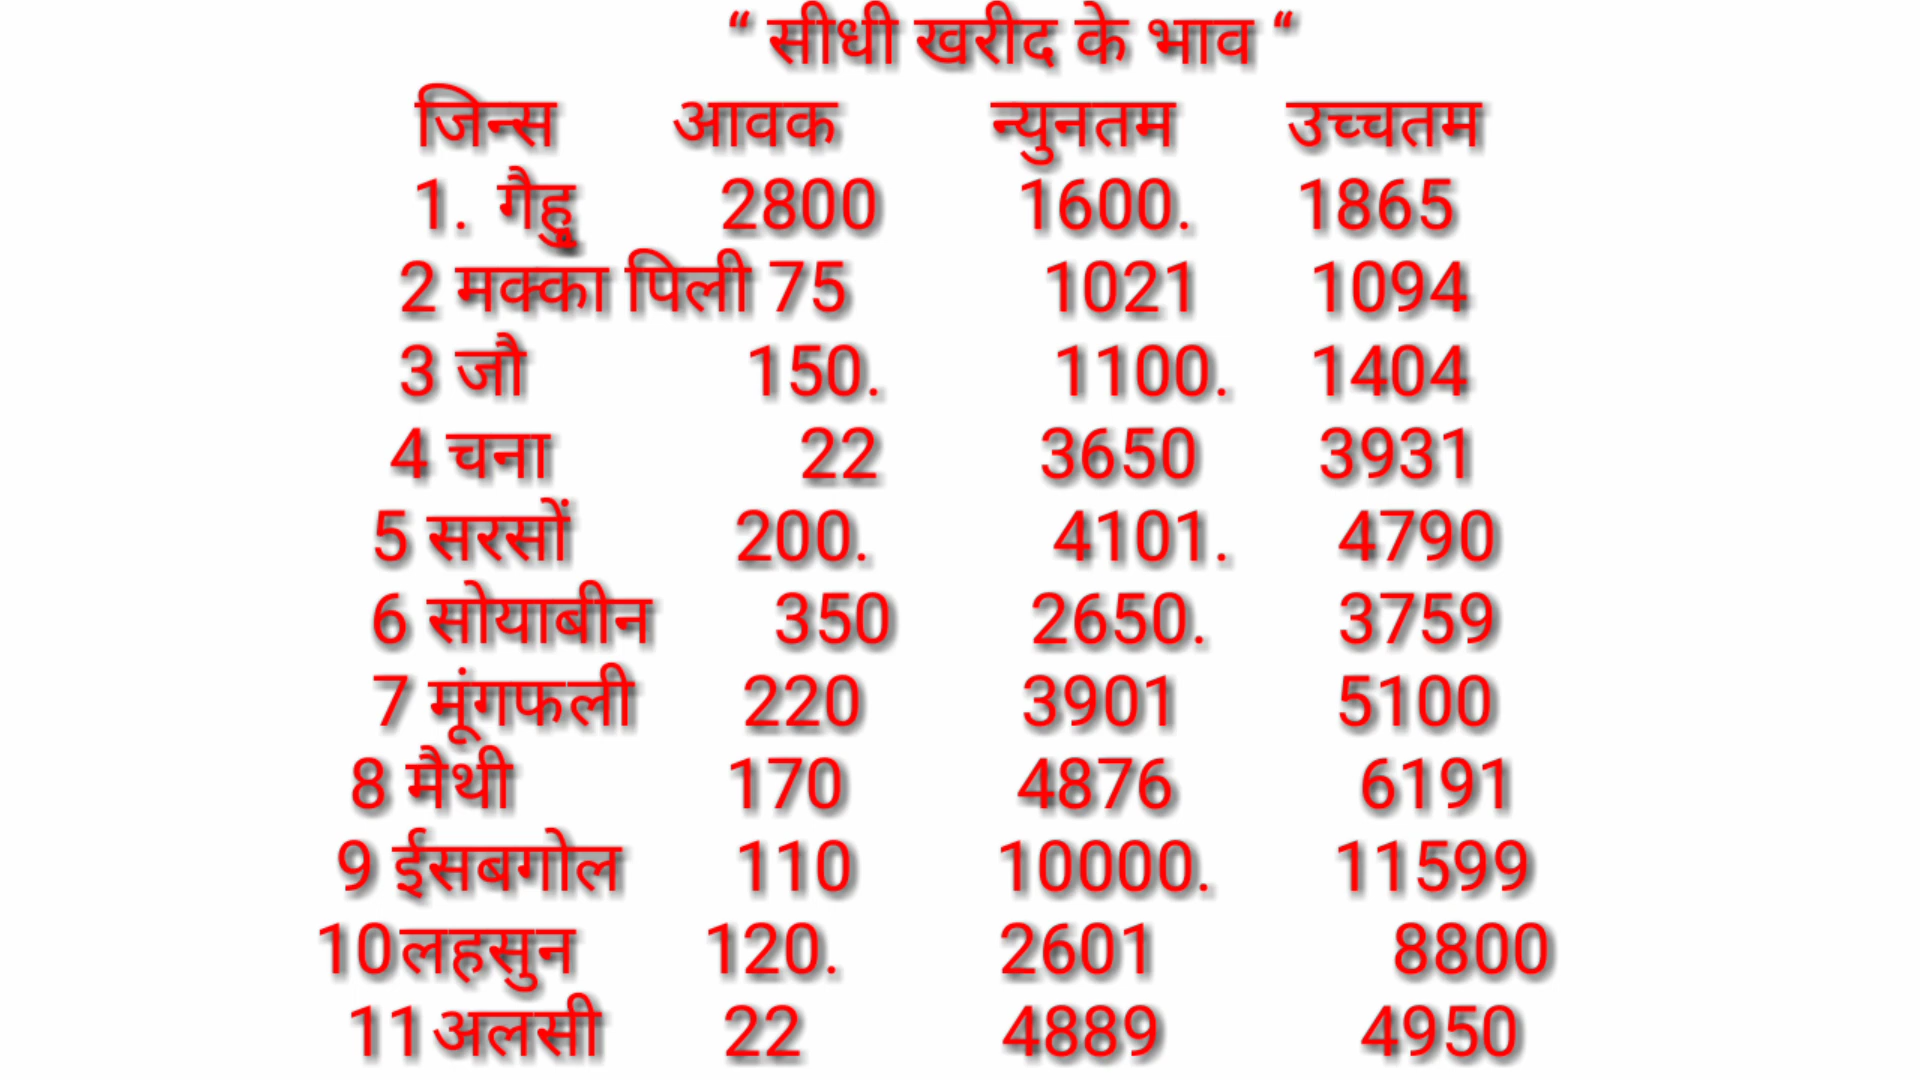 “ सीधी खरीद के भाव “
जिन्स आवक न्युनतम उच्चतम
1. गैहु 2800 1600. 1865
2 मक्का पिली 75 1021 1094
3 जौ 150. 1100. 1404
4 चना 22 3650 3931
5 सरसों 200. 4101. 4790
6 सोयाबीन 350 2650. 3759
7 मूंगफली 220 3901 5100
8 मैथी 170 4876 6191
9 ईसबगोल 110 10000. 11599
10लहसुन 120. 2601 8800
11अलसी 22 4889 4950